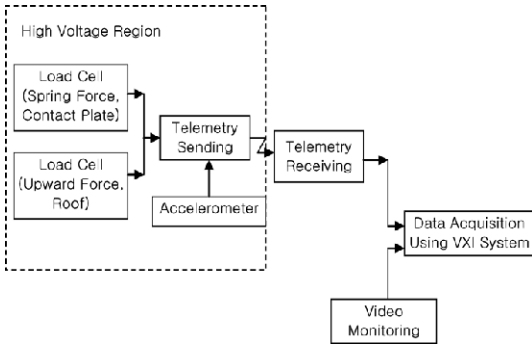 High Voltage Region
Load Cell
(Spring Force,
Contact Plate)
Telemetry
Sending
Telemetry
Receiving
Load Cell
(Upward Force,
Roof)
Accelerometer
Data Acquisition
Using VXI System
Video
Monitoring